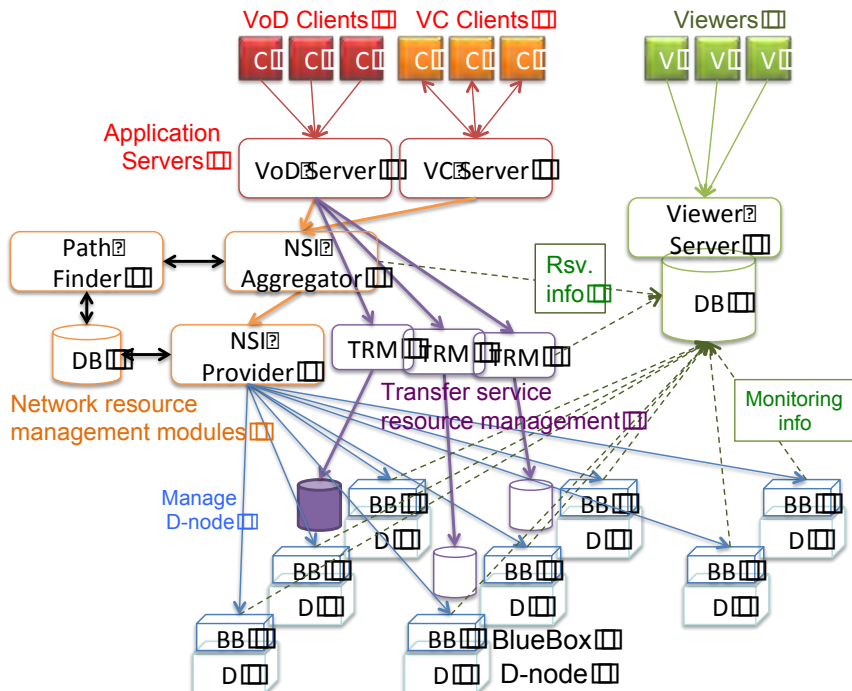 VoD Clients
VC Clients
Viewers
C C C
C C C
V V V
Application
Servers
VoD Server
VC Server
Viewer
Server
Path
Finder
NSI
Aggregator
Rsv.
info
DB
DB
NSI
Provider
TRM
TRM
TRM
Network resource
management modules
Transfer service
resource management
Monitoring
info
Manage
D-node
BB
D
BB
D
BB
D
BB
D
BB
D
BB
D
BB
D
BB
D
BlueBox
D-node